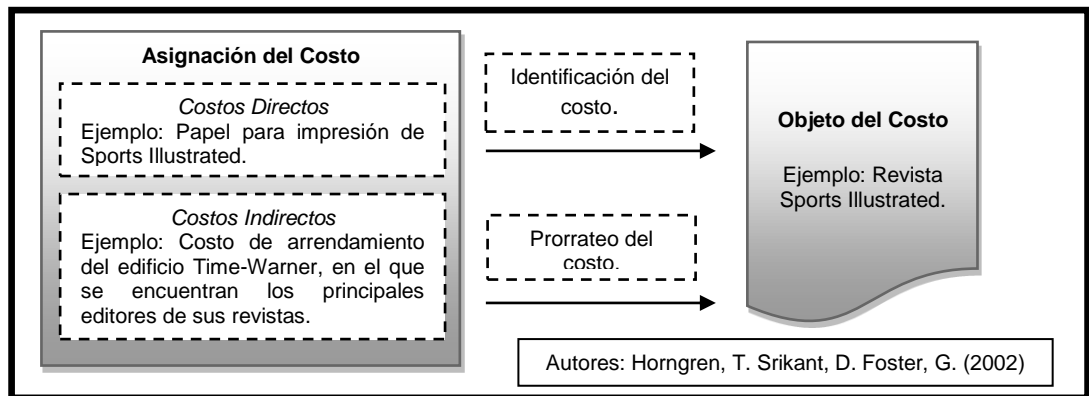 Asignación del Costo
Costos Directos
Ejemplo: Papel para impresión de
Sports Illustrated.
Costos Indirectos
Ejemplo: Costo de arrendamiento
del edificio Time-Warner, en el que
se encuentran los principales
editores de sus revistas.
Identificación del
costo.
Prorrateo del
costo.
Objeto del Costo
Ejemplo: Revista
Sports Illustrated.
Autores: Horngren, T. Srikant, D. Foster, G. (2002)